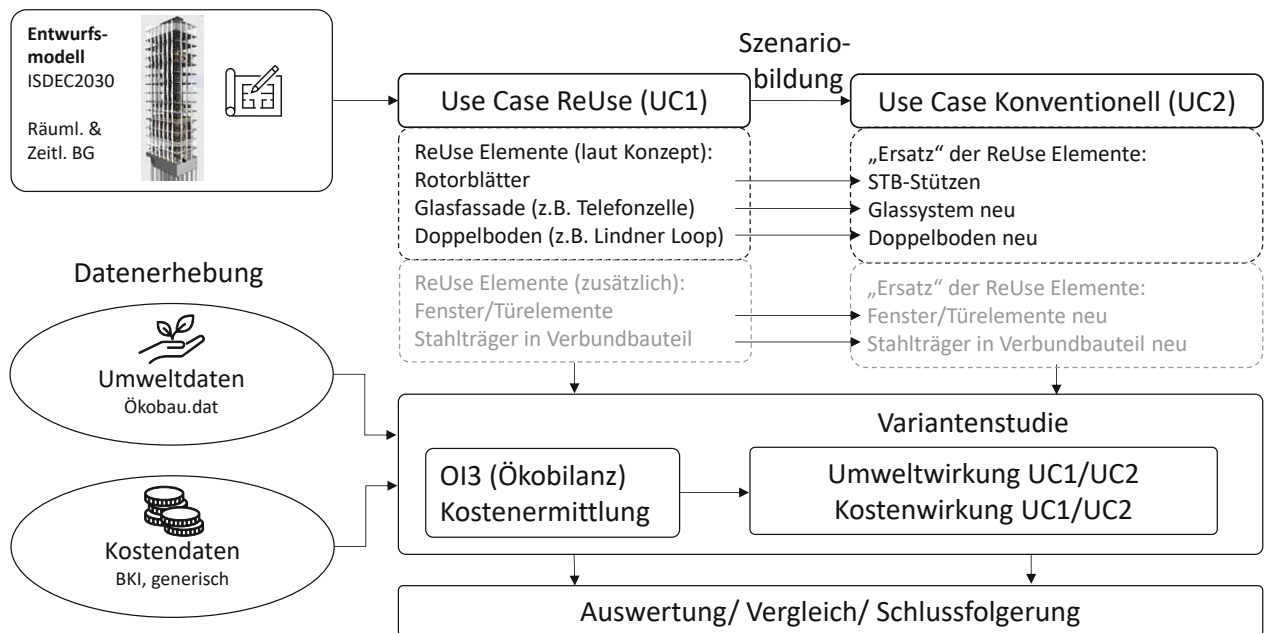 Entwurfs-
modell
ISDEC2030
Räuml. &
Zeitl. BG
Szenario-
bildung
Use Case ReUse (UC1)
Use Case Konventionell (UC2)
ReUse Elemente (laut Konzept):
Rotorblätter
Glasfassade (z.B. Telefonzelle)
Doppelboden (z.B. Lindner Loop)
„Ersatz“ der ReUse Elemente:
STB-Stützen
Glassystem neu
Doppelboden neu
ReUse Elemente (zusätzlich):
Fenster/Türelemente
Stahlträger in Verbundbauteil
„Ersatz“ der ReUse Elemente:
Fenster/Türelemente neu
Stahlträger in Verbundbauteil neu
Datenerhebung
Umweltdaten
Ökobau.dat
Kostendaten
BKI, generisch
Variantenstudie
OI3 (Ökobilanz)
Kostenermittlung
Umweltwirkung UC1/UC2
Kostenwirkung UC1/UC2
Auswertung/ Vergleich/ Schlussfolgerung